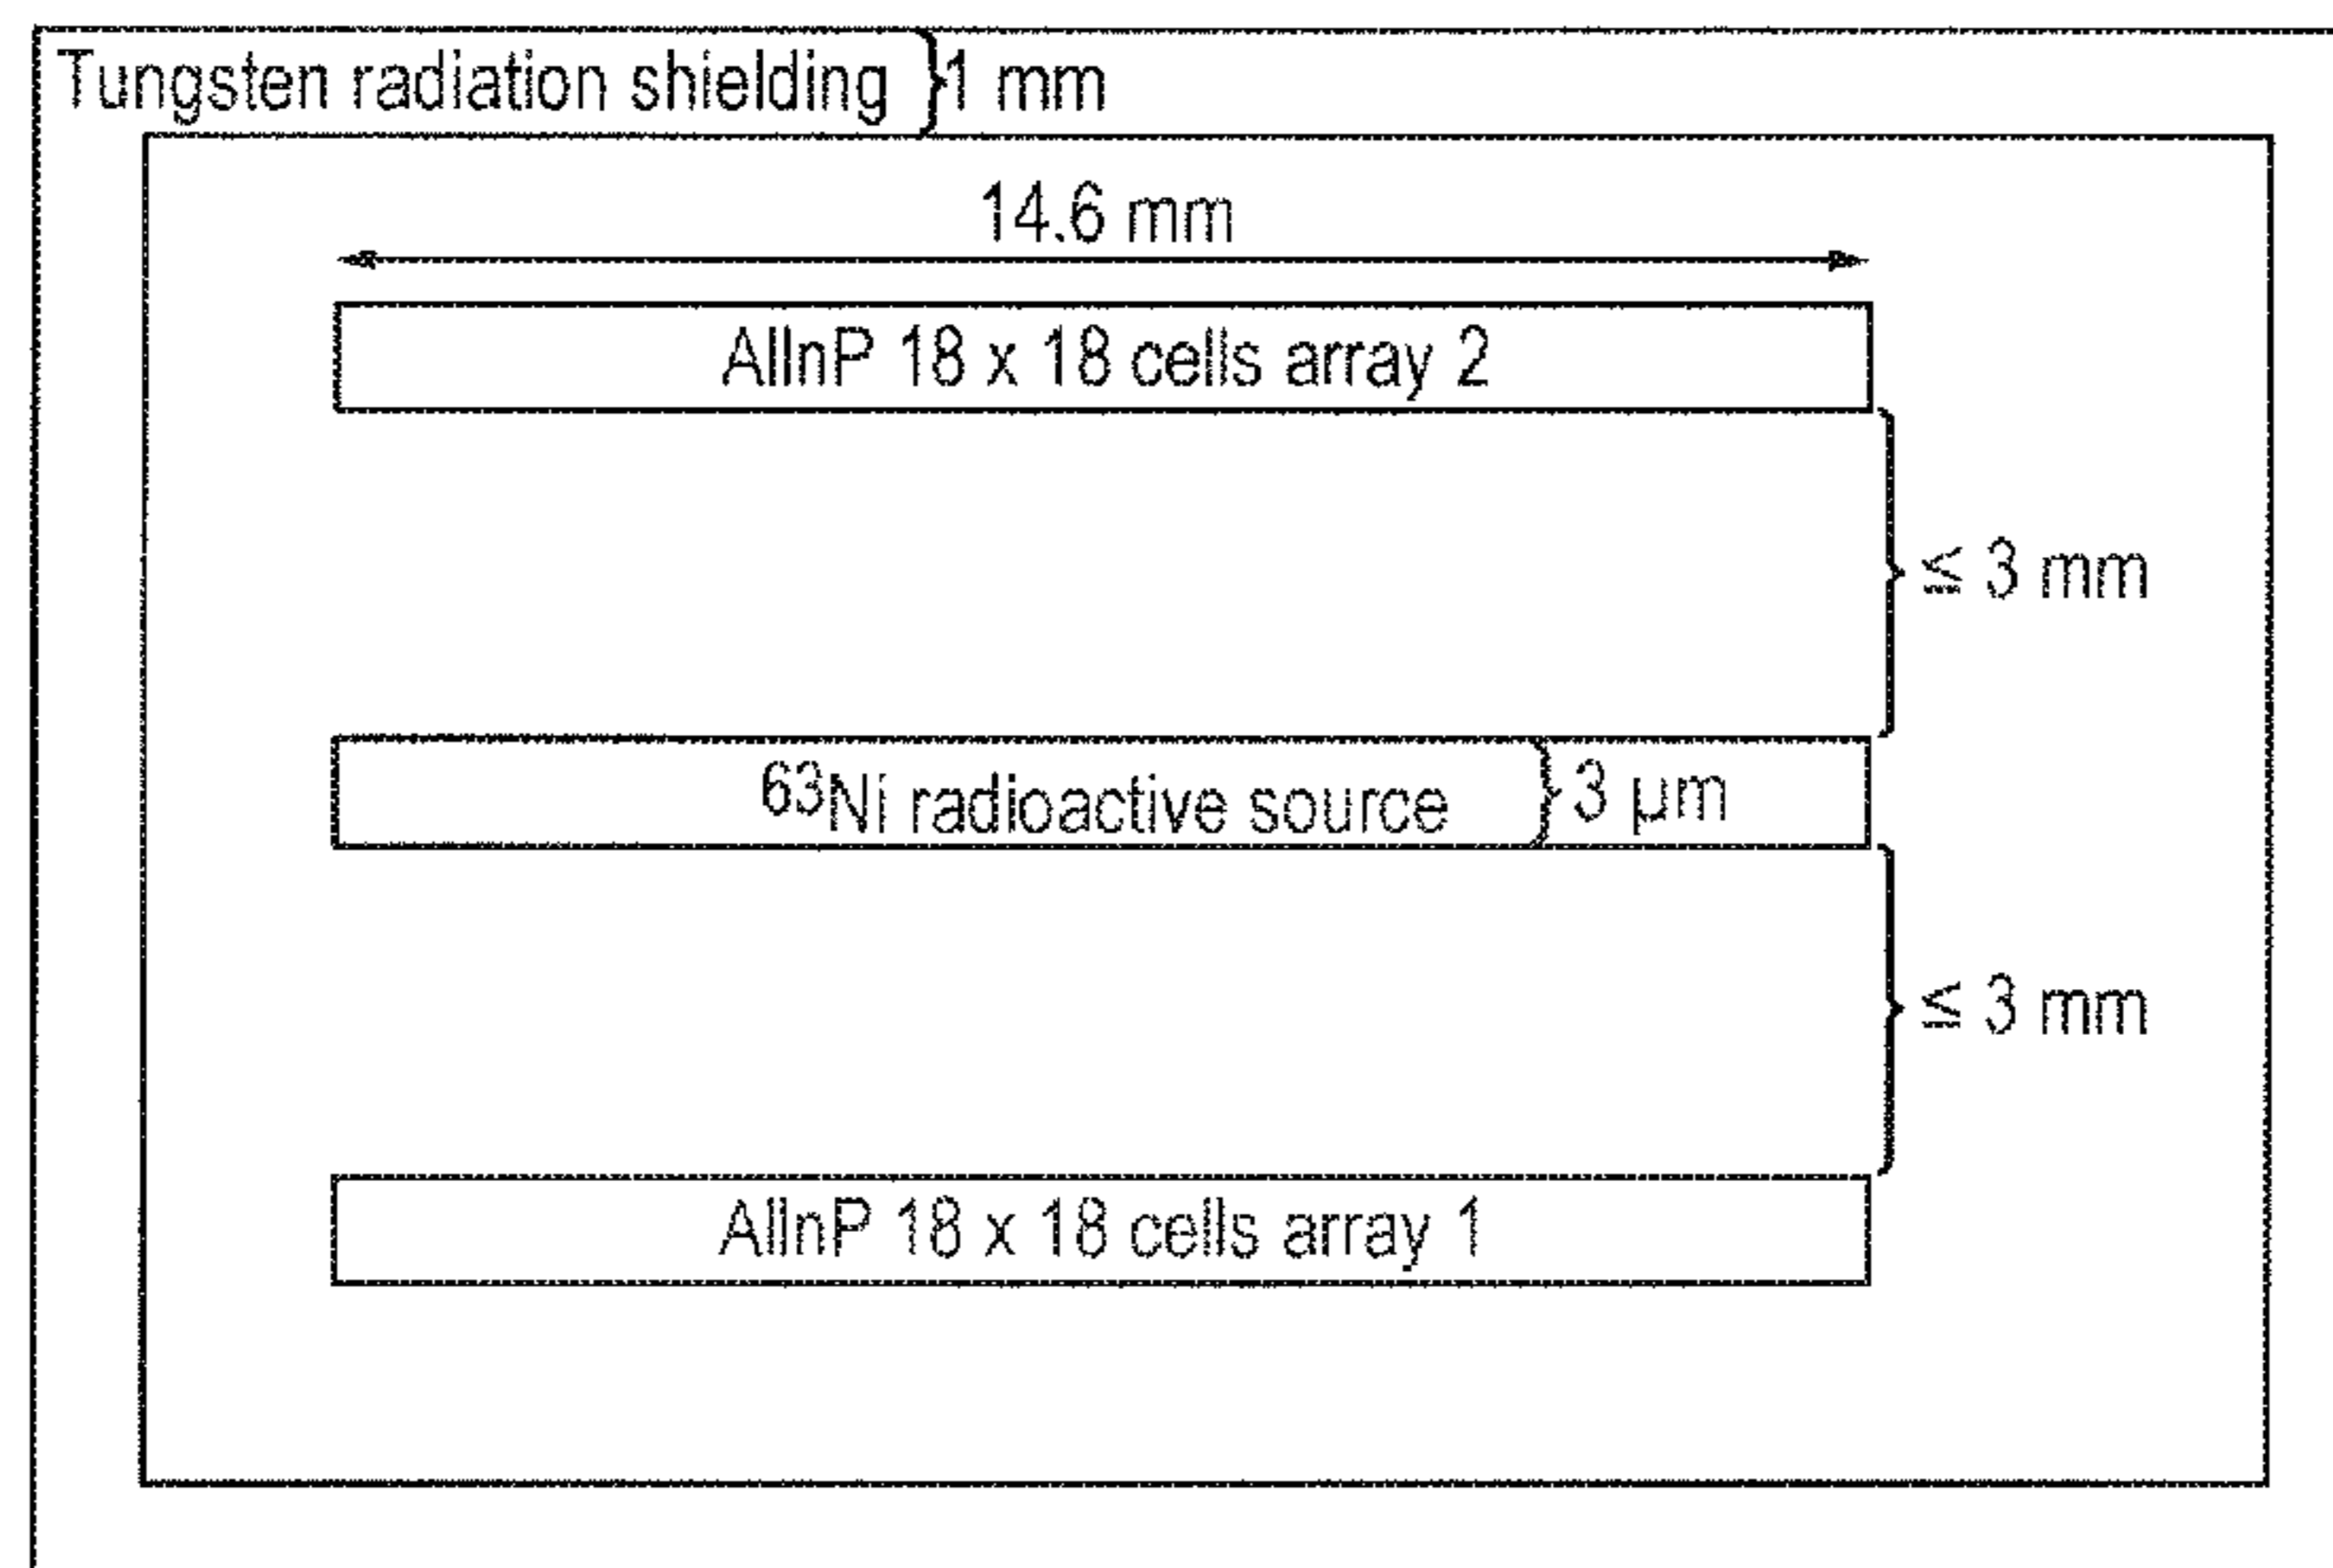 Tungsten radiation shielding 1 mm
14.6 mm
AlInP 18 x 18 cells array 2
≤ 3 mm
⁶³Ni radioactive source 3 µm
≤ 3 mm
AlInP 18 x 18 cells array 1